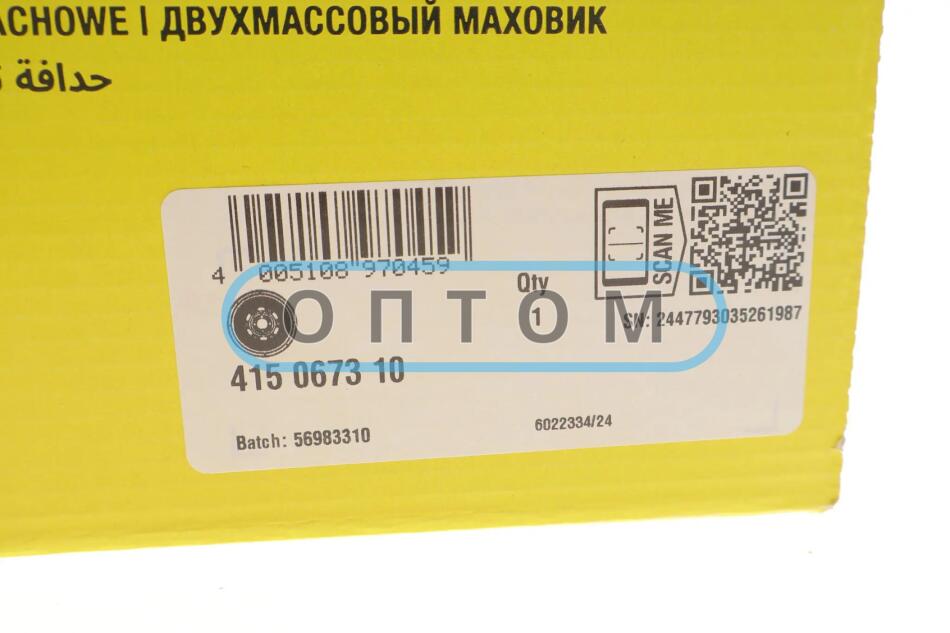 ACHOWE | ДВУХМАССОВЫЙ МАХОВИК
حدافة
4 005108 970459
SCAN ME
Qty
1
ОПТОМ
SN: 2447793035261987
415 0673 10
Batch: 56983310
6022334/24